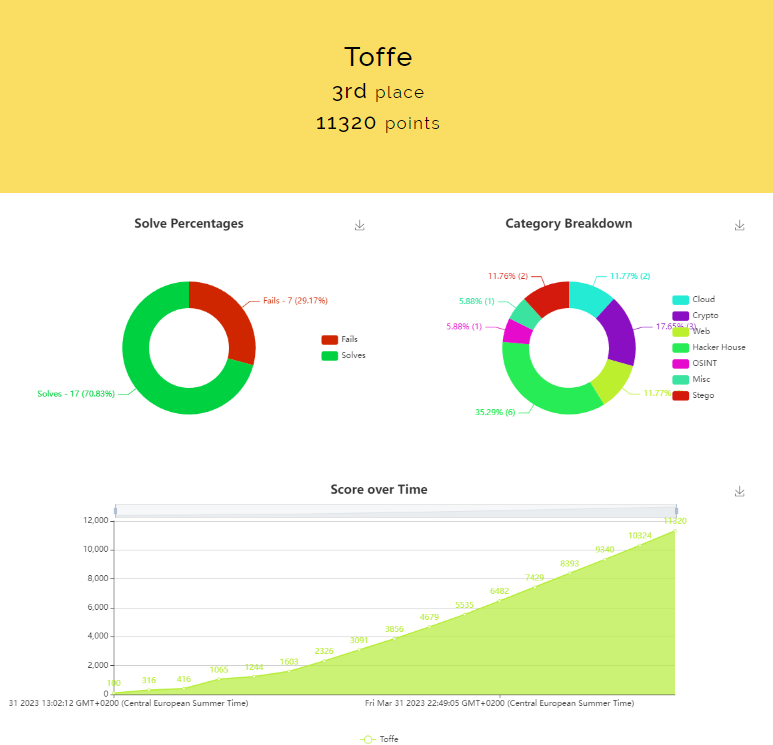 Toffe
3rd place
11320 points
Solve Percentages
Fails - 7 (29.17%)
Solves - 17 (70.83%)
Fails
Solves
Category Breakdown
11.76% (2)
11.77% (2)
5.88% (1)
5.88% (1)
17.65% (3)
11.77%
35.29% (6)
Cloud
Crypto
Web
Hacker House
OSINT
Misc
Stego
Score over Time
12,000
10,000
8,000
6,000
4,000
2,000
0
100
316
416
1065
1244
1603
2326
3091
3856
4679
5535
6482
7429
8393
9340
10324
11320
31 2023 13:02:12 GMT+0200 (Central European Summer Time)
Fri Mar 31 2023 22:49:05 GMT+0200 (Central European Summer Time)
Toffe